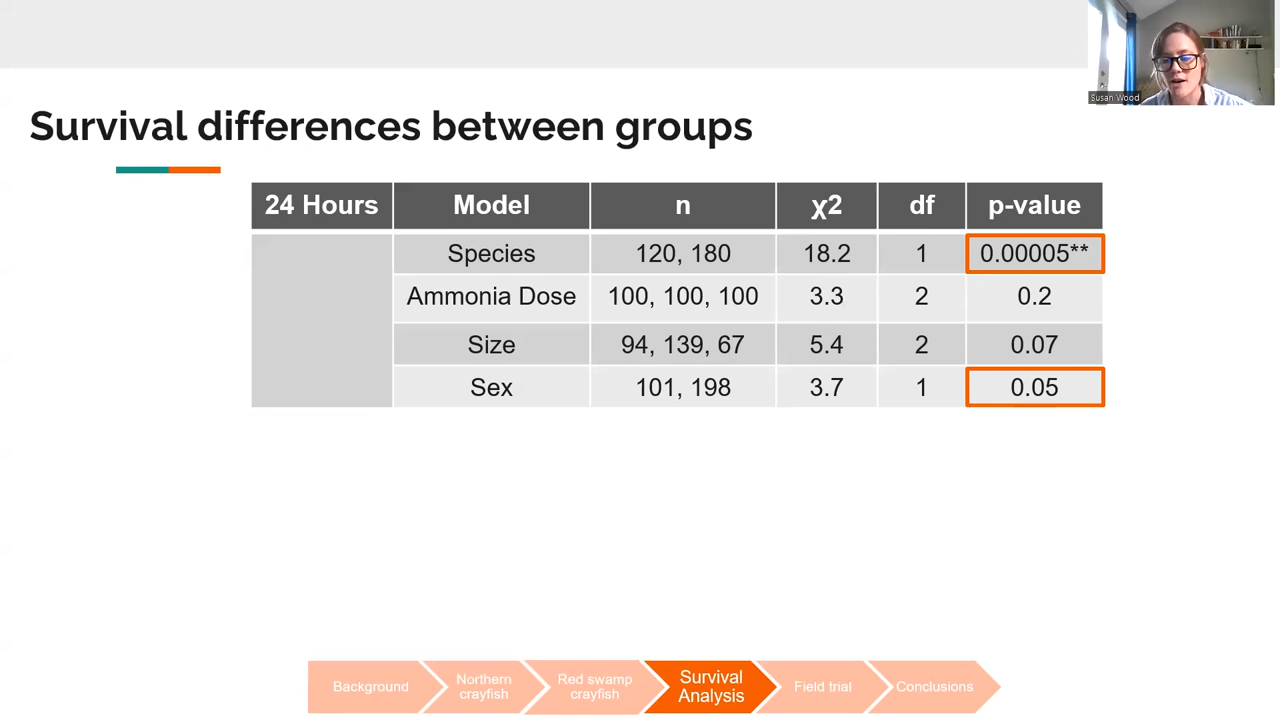 Susan Wood
Survival differences between groups
24 Hours Model n χ2 df p-value
Species 120, 180 18.2 1 0.00005**
Ammonia Dose 100, 100, 100 3.3 2 0.2
Size 94, 139, 67 5.4 2 0.07
Sex 101, 198 3.7 1 0.05
Background
Northern
crayfish
Red swamp
crayfish
Survival
Analysis
Field trial
Conclusions